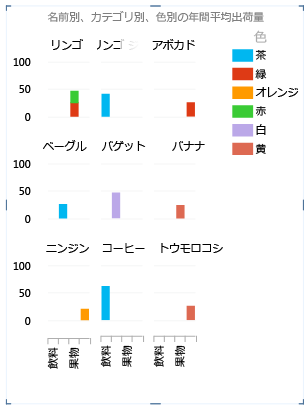 名前別、カテゴリ別、色別の年間平均出荷量
リンゴ
アボカド
色
茶
緑
オレンジ
赤
白
黄
100
50
0
ベーグル
バゲット
バナナ
100
50
0
ニンジン
コーヒー
トウモロコシ
100
50
0
飲料
果物
飲料
果物
飲料
果物